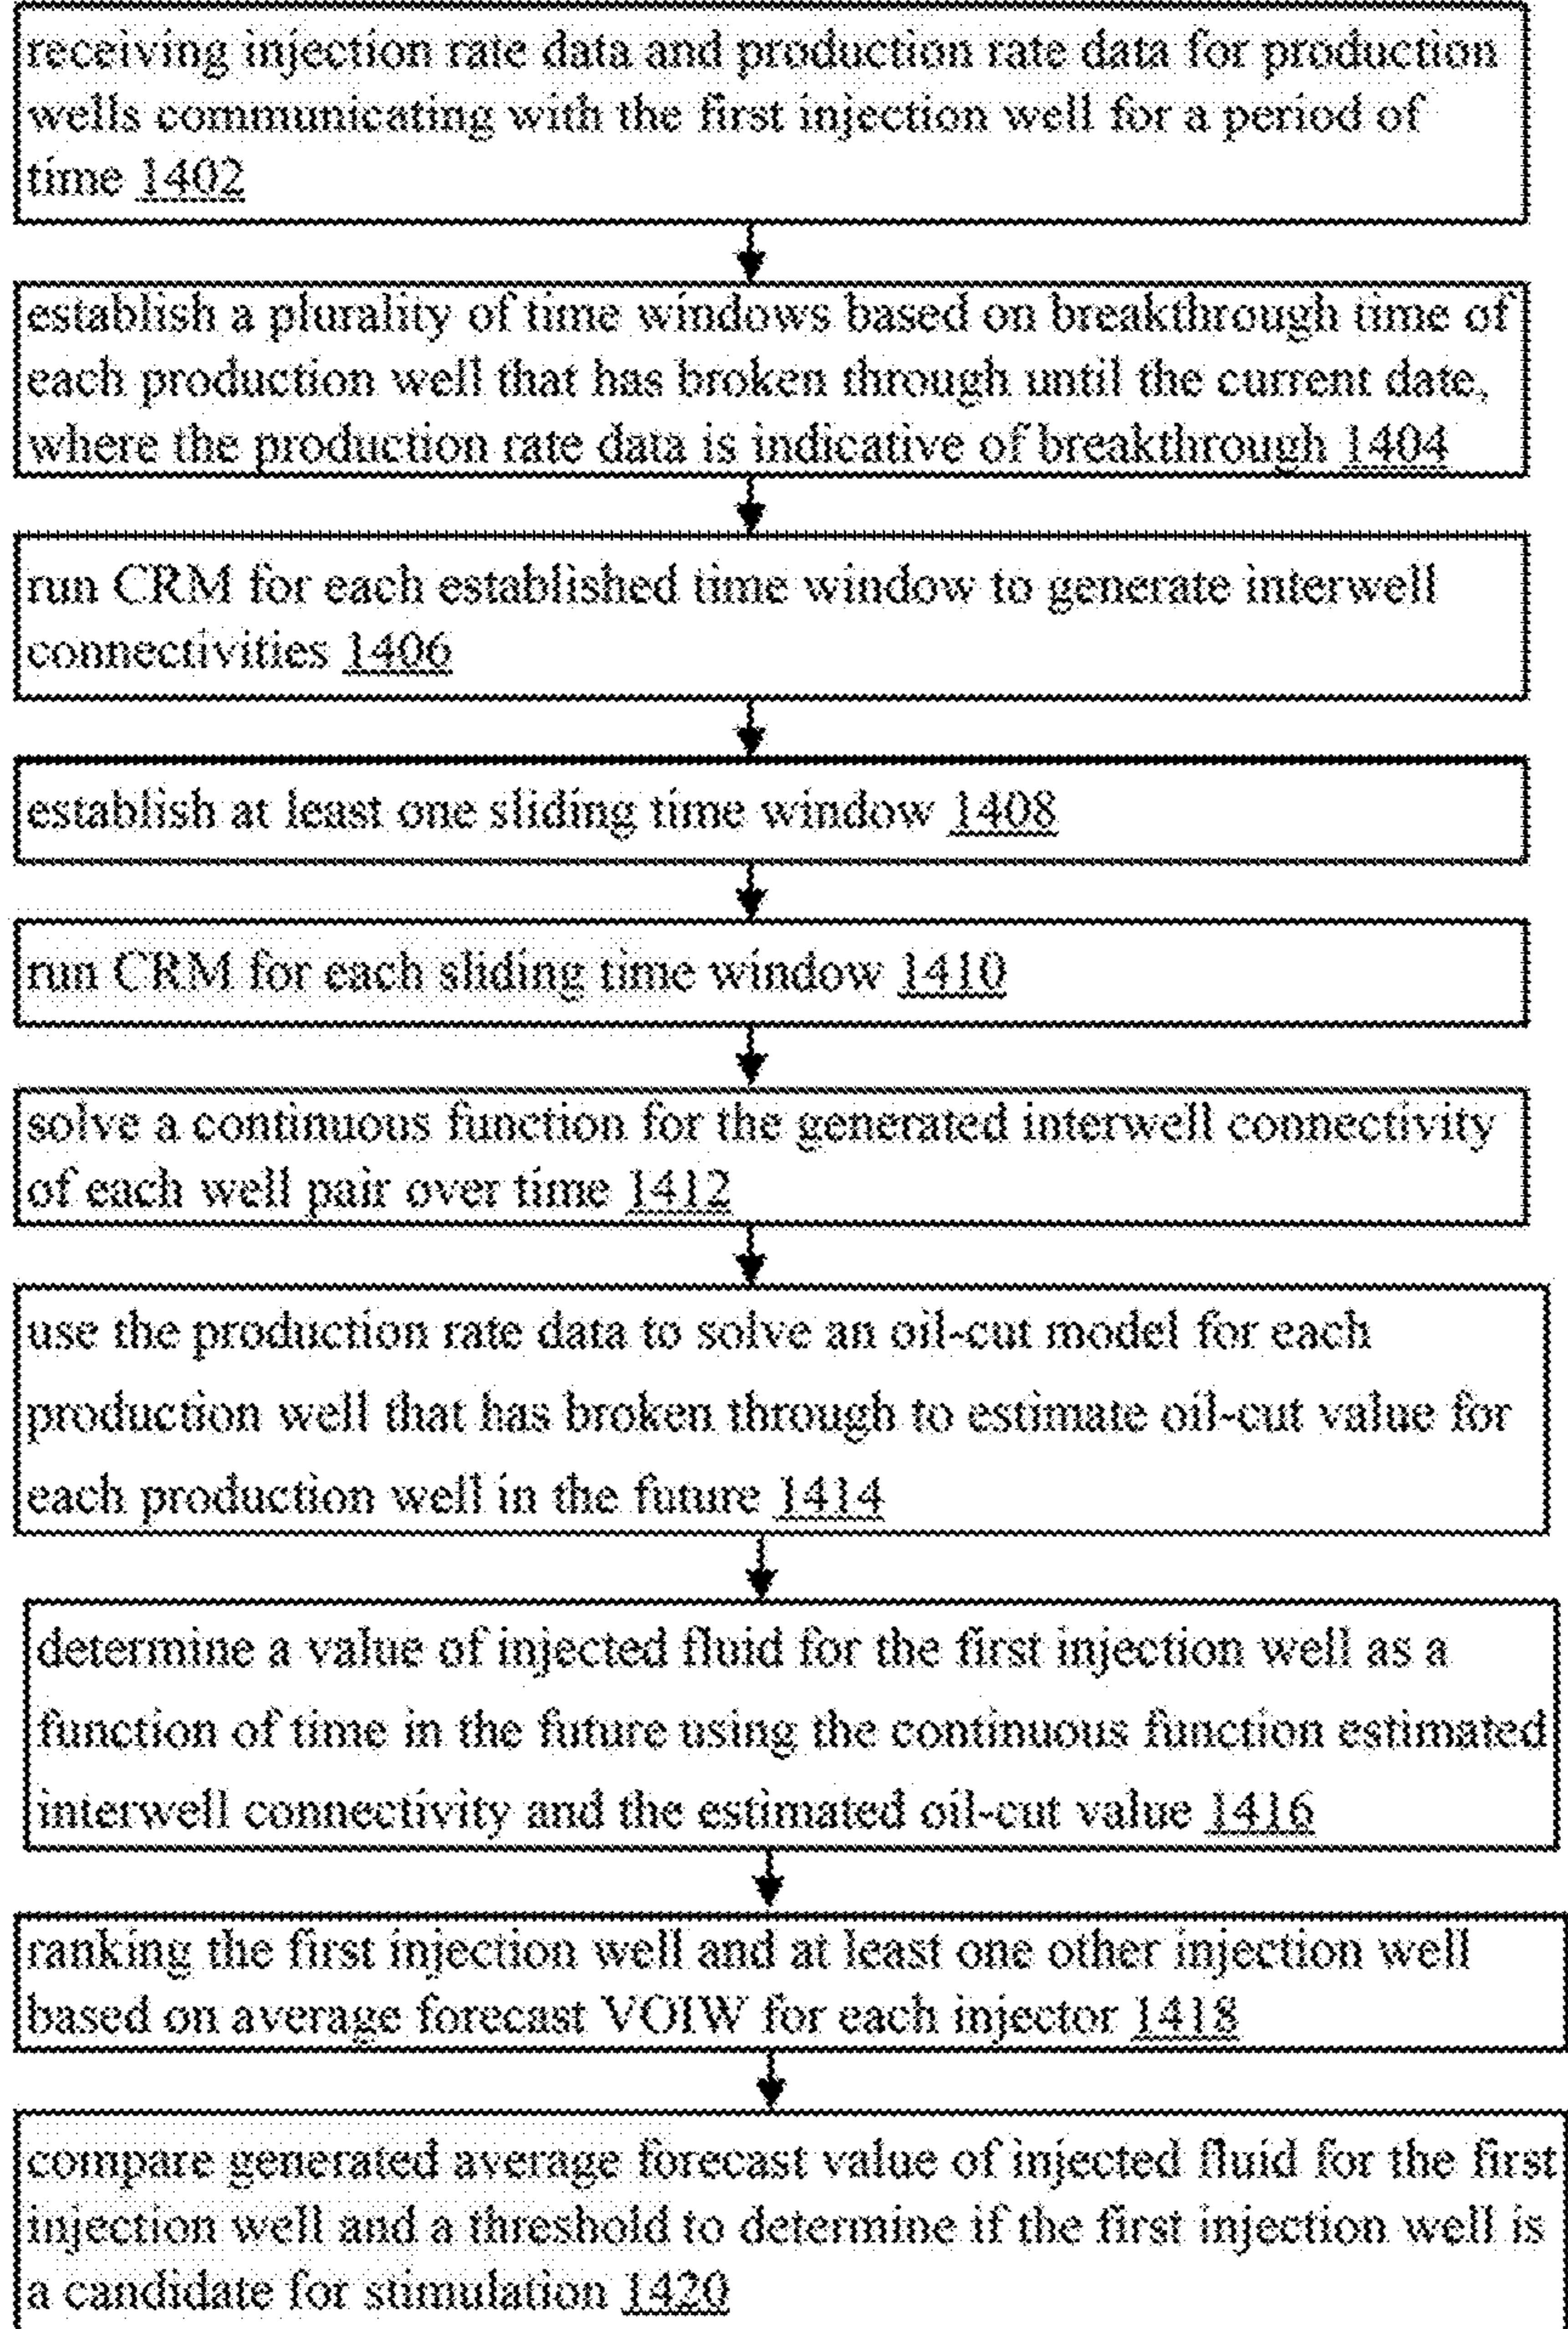 receiving injection rate data and production rate data for production
wells communicating with the first injection well for a period of
time 1402
establish a plurality of time windows based on breakthrough time of
each production well that has broken through until the current date,
where the production rate data is indicative of breakthrough 1404
run CRM for each established time window to generate interwell
connectivities 1406
establish at least one sliding time window 1408
run CRM for each sliding time window 1410
solve a continuous function for the generated interwell connectivity
of each well pair over time 1412
use the production rate data to solve an oil-cut model for each
production well that has broken through to estimate oil-cut value for
each production well in the future 1414
determine a value of injected fluid for the first injection well as a
function of time in the future using the continuous function estimated
interwell connectivity and the estimated oil-cut value 1416
ranking the first injection well and at least one other injection well
based on average forecast VOIW for each injector 1418
compare generated average forecast value of injected fluid for the first
injection well and a threshold to determine if the first injection well is
a candidate for stimulation 1420